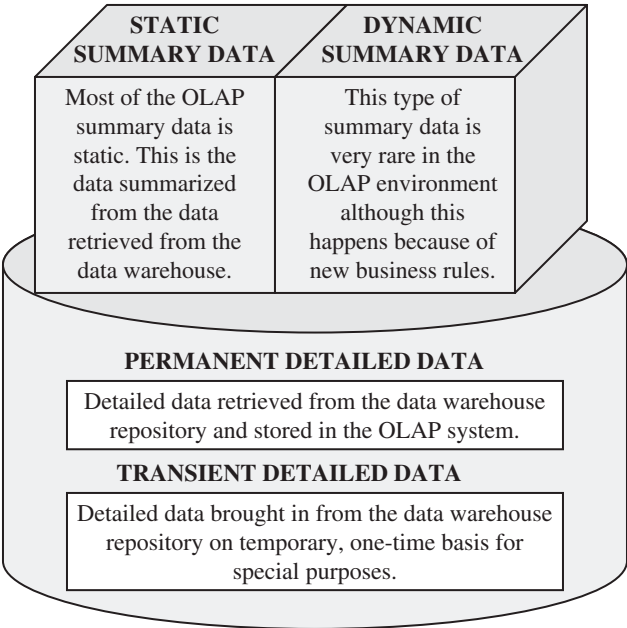 STATIC
SUMMARY DATA
Most of the OLAP
summary data is
static. This is the
data summarized
from the data
retrieved from the
data warehouse.
DYNAMIC
SUMMARY DATA
This type of
summary data is
very rare in the
OLAP environment
although this
happens because of
new business rules.
PERMANENT DETAILED DATA
Detailed data retrieved from the data warehouse
repository and stored in the OLAP system.
TRANSIENT DETAILED DATA
Detailed data brought in from the data warehouse
repository on temporary, one-time basis for
special purposes.